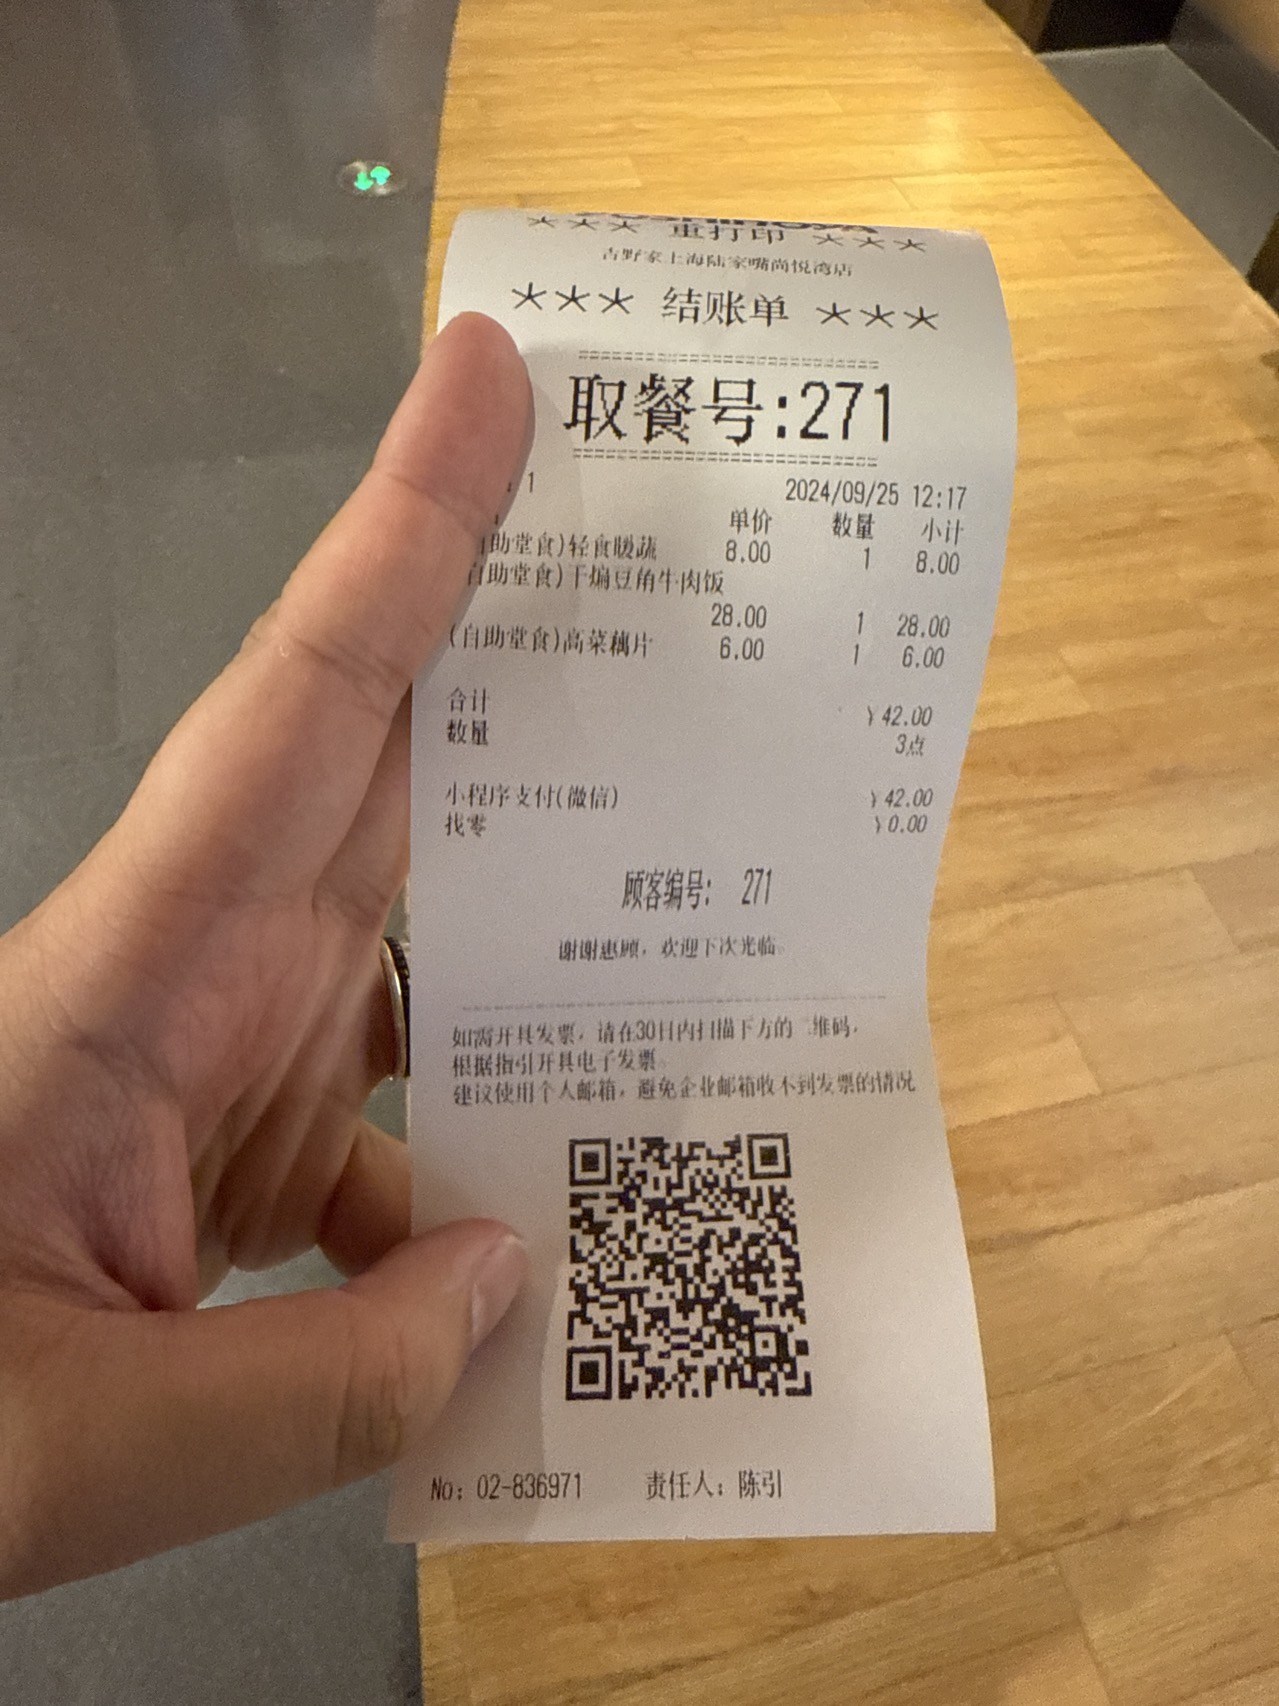 *** 重打印 ***
吉野家上海陆家嘴尚悦湾店
*** 结账单 ***
取餐号:271
: 1 2024/09/25 12:17
单价 数量 小计
自助堂食)轻食暖蔬 8.00 1 8.00
自助堂食)干煸豆角牛肉饭
28.00 1 28.00
(自助堂食)高菜藕片 6.00 1 6.00
合计 ¥42.00
数量 3点
小程序支付(微信) ¥42.00
找零 ¥0.00
顾客编号: 271
谢谢惠顾，欢迎下次光临。
如需开具发票，请在30日内扫描下方的二维码，
根据指引开具电子发票。
建议使用个人邮箱，避免企业邮箱收不到发票的情况
No: 02-836971 责任人: 陈引